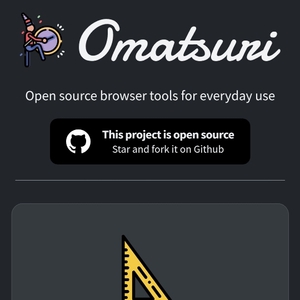 Omatsuri
Open source browser tools for everyday use
This project is open source
Star and fork it on Github